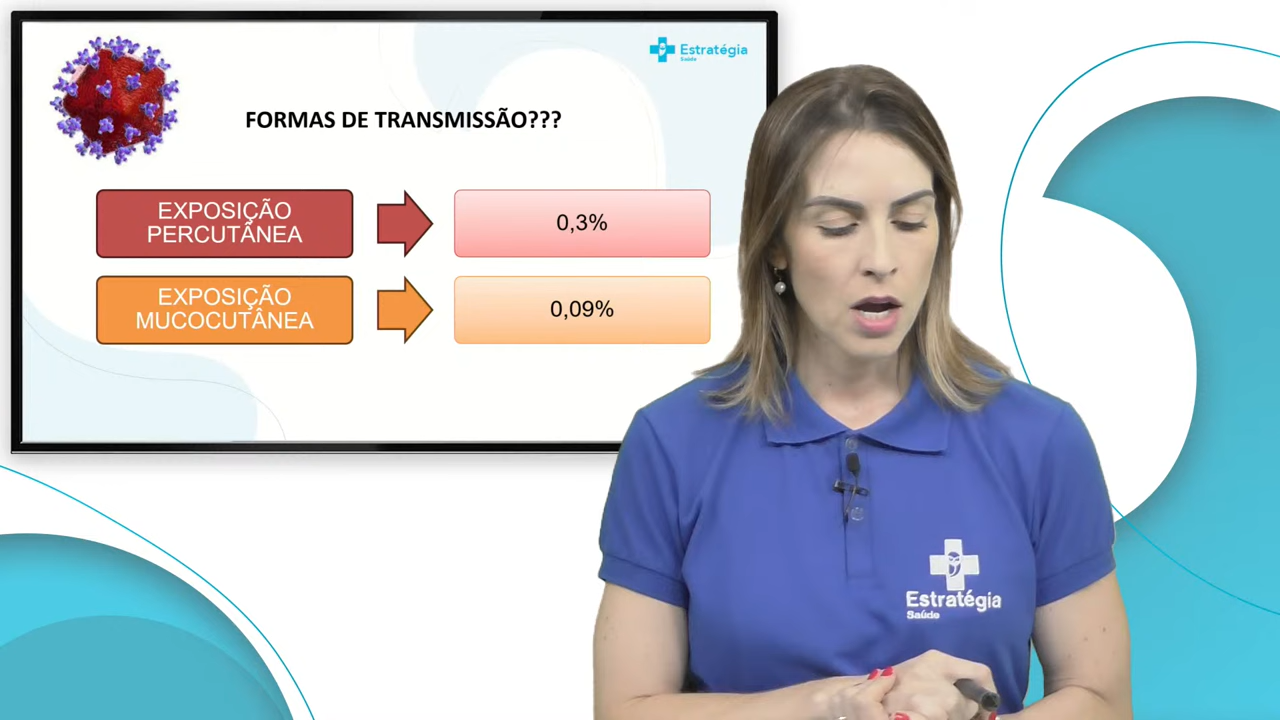 Estratégia
Saúde
FORMAS DE TRANSMISSÃO???
EXPOSIÇÃO
PERCUTÂNEA
0,3%
EXPOSIÇÃO
MUCOCUTÂNEA
0,09%
Estratégia
Saúde